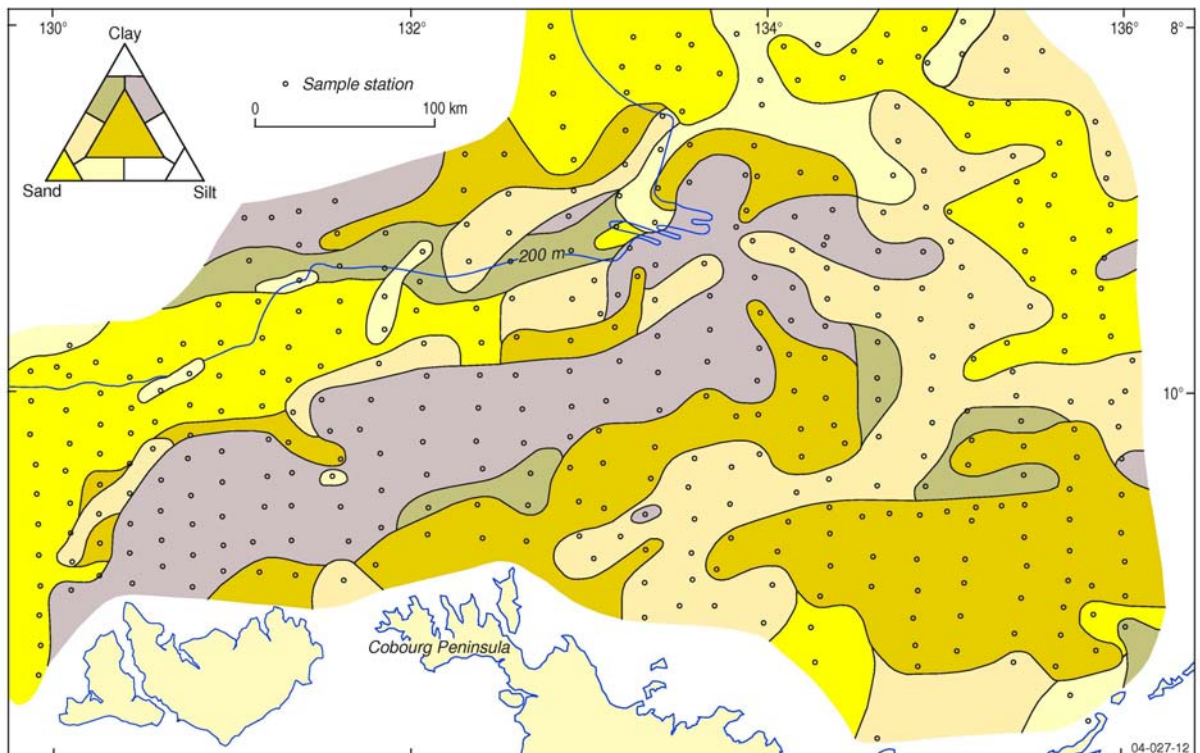 130°
132°
134°
136°
8°
Clay
Sample station
0
100 km
Sand
Silt
200 m
10°
Cobourg Peninsula
04-027-12